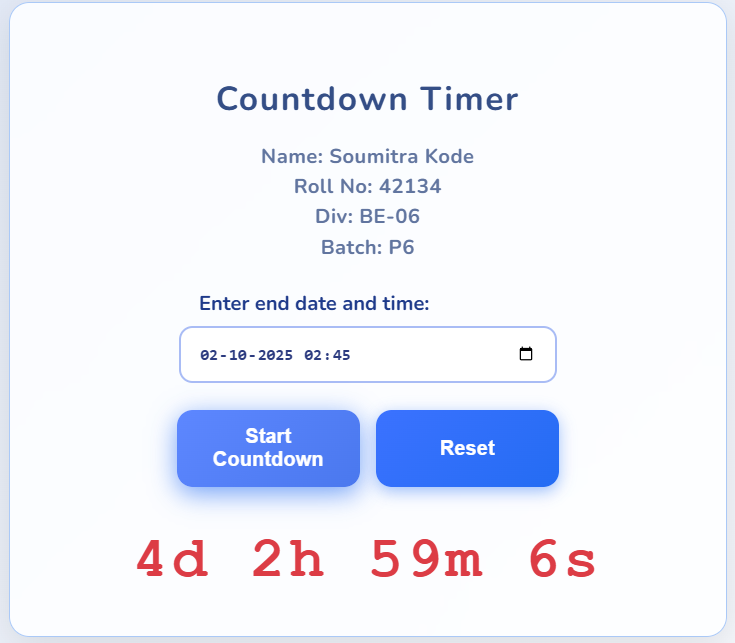 Countdown Timer
Name: Soumitra Kode
Roll No: 42134
Div: BE-06
Batch: P6
Enter end date and time:
02-10-2025 02:45
Start
Countdown
Reset
4d 2h 59m 6s